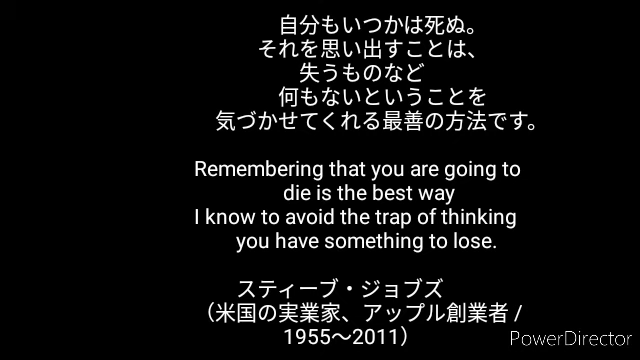 自分もいつかは死ぬ。
それを思い出すことは、
失うものなど
何もないということを
気づかせてくれる最善の方法です。
Remembering that you are going to
die is the best way
I know to avoid the trap of thinking
you have something to lose.
スティーブ・ジョブズ
（米国の実業家、アップル創業者 /
1955～2011）
PowerDirector